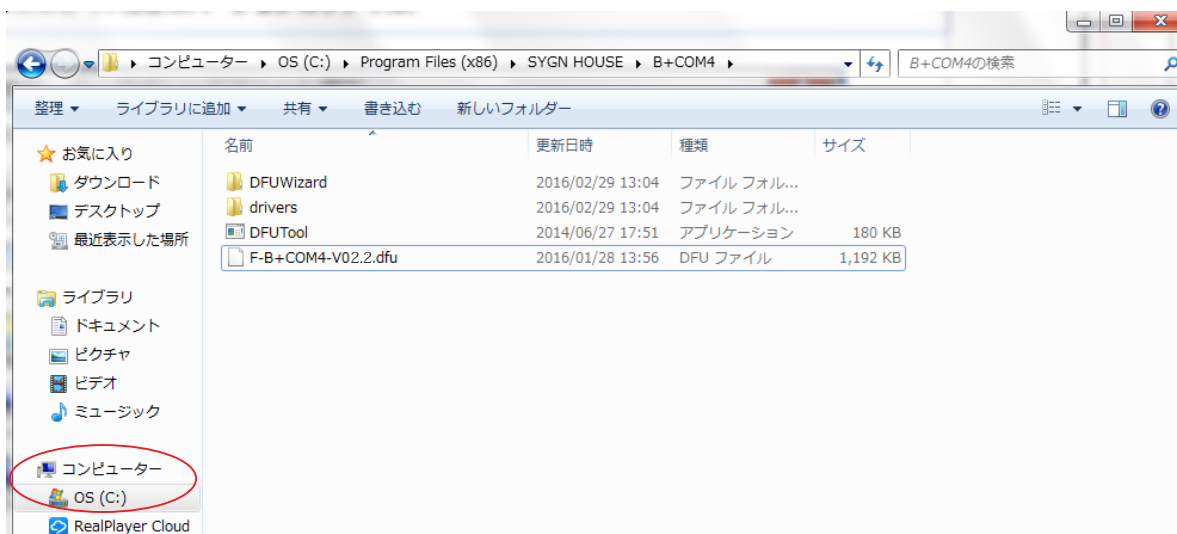 コンピューター ▸ OS (C:) ▸ Program Files (x86) ▸ SYGN HOUSE ▸ B+COM4 ▸ B+COM4の検索
整理 ▼ ライブラリに追加 ▼ 共有 ▼ 書き込む 新しいフォルダー
名前 更新日時 種類 サイズ
お気に入り
ダウンロード
デスクトップ
最近表示した場所
ライブラリ
ドキュメント
ピクチャ
ビデオ
ミュージック
コンピューター
OS (C:)
RealPlayer Cloud
DFUWizard 2016/02/29 13:04 ファイル フォル...
drivers 2016/02/29 13:04 ファイル フォル...
DFUTool 2014/06/27 17:51 アプリケーション 180 KB
F-B+COM4-V02.2.dfu 2016/01/28 13:56 DFU ファイル 1,192 KB